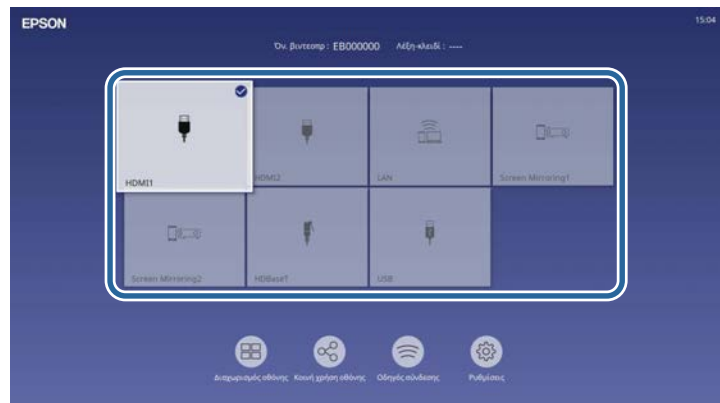 EPSON
15:04
Όν. βιντεοπρ : EB000000 Λέξη-κλειδί : ----
HDMI1
HDMI2
LAN
Screen Mirroring1
Screen Mirroring2
HDBaseT
USB
Διαχωρισμός οθόνης
Κοινή χρήση οθόνης
Οδηγός σύνδεσης
Ρυθμίσεις